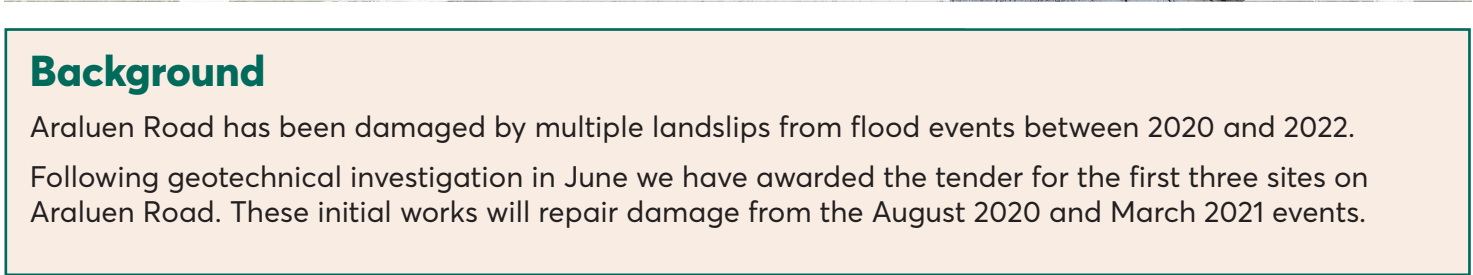 Background
Araluen Road has been damaged by multiple landslips from flood events between 2020 and 2022.
Following geotechnical investigation in June we have awarded the tender for the first three sites on
Araluen Road. These initial works will repair damage from the August 2020 and March 2021 events.